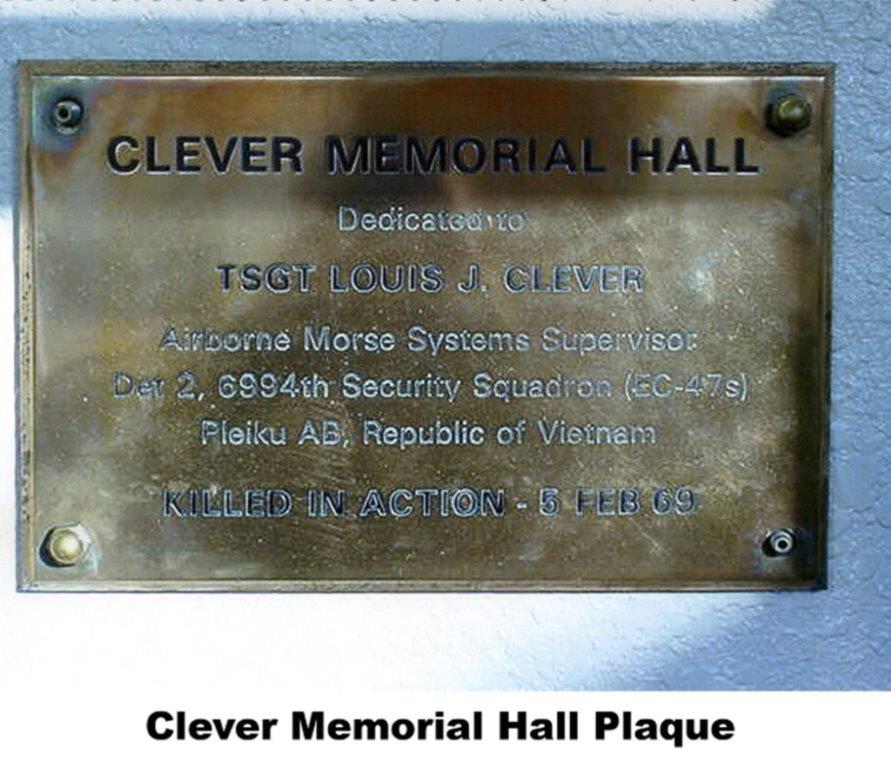 CLEVER MEMORIAL HALL
Dedicated to
TSGT LOUIS J. CLEVER
Airborne Morse Systems Supervisor
Det 2, 6994th Security Squadron (EC-47s)
Pleiku AB, Republic of Vietnam
KILLED IN ACTION - 5 FEB 69
Clever Memorial Hall Plaque